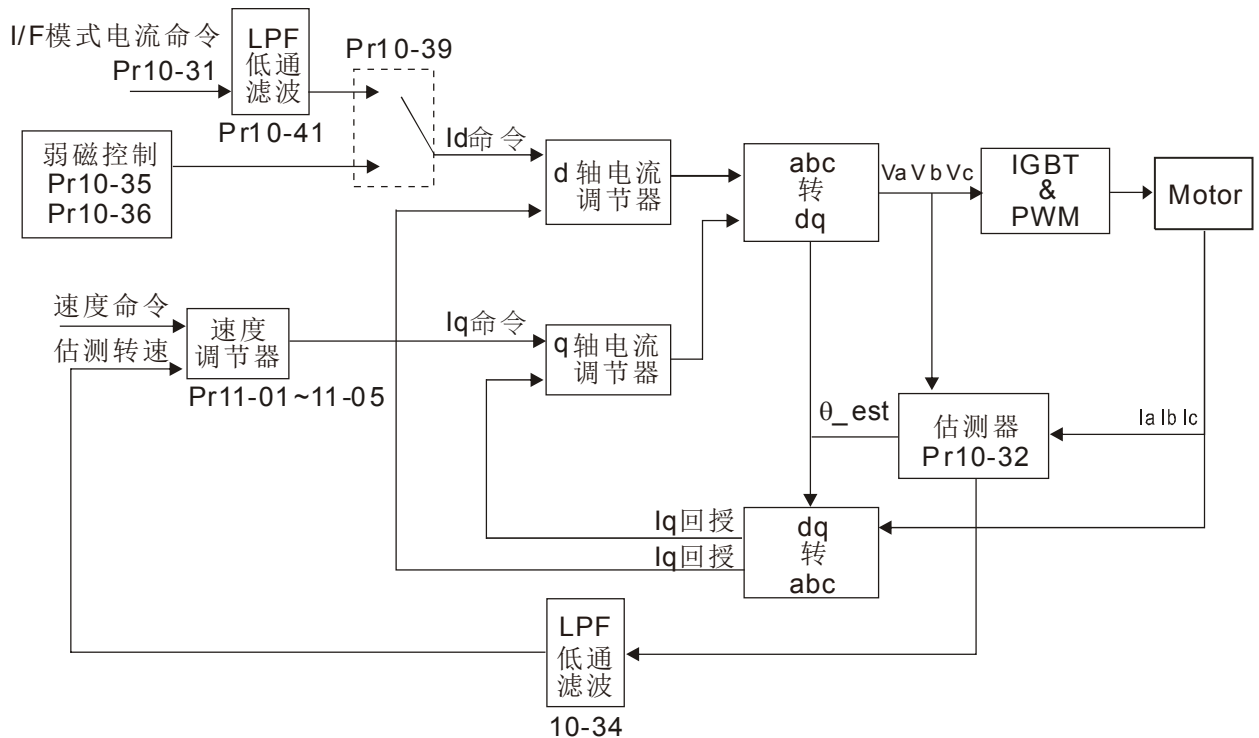 I/F模式电流命令
Pr10-31
LPF
低通
滤波
Pr10-41
Pr10-39
弱磁控制
Pr10-35
Pr10-36
Id命令
d轴电流
调节器
abc
转
dq
VaVbVc
IGBT
&
PWM
Motor
速度命令
估测转速
速度
调节器
Pr11-01~11-05
Iq命令
q轴电流
调节器
θ_est
估测器
Pr10-32
Ia Ib Ic
Iq回授
Iq回授
dq
转
abc
LPF
低通
滤波
10-34